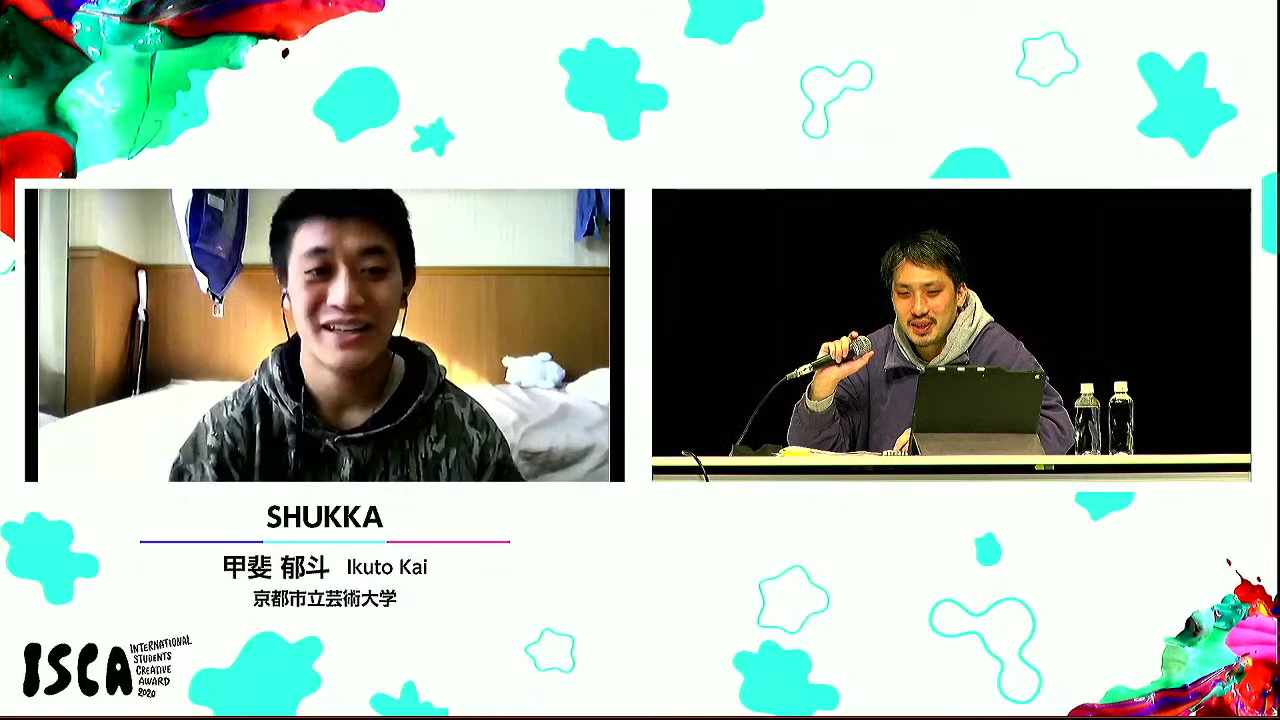 SHUKKA
甲斐 郁斗 Ikuto Kai
京都市立芸術大学
ISCA
INTERNATIONAL
STUDENTS
CREATIVE
AWARD
2020